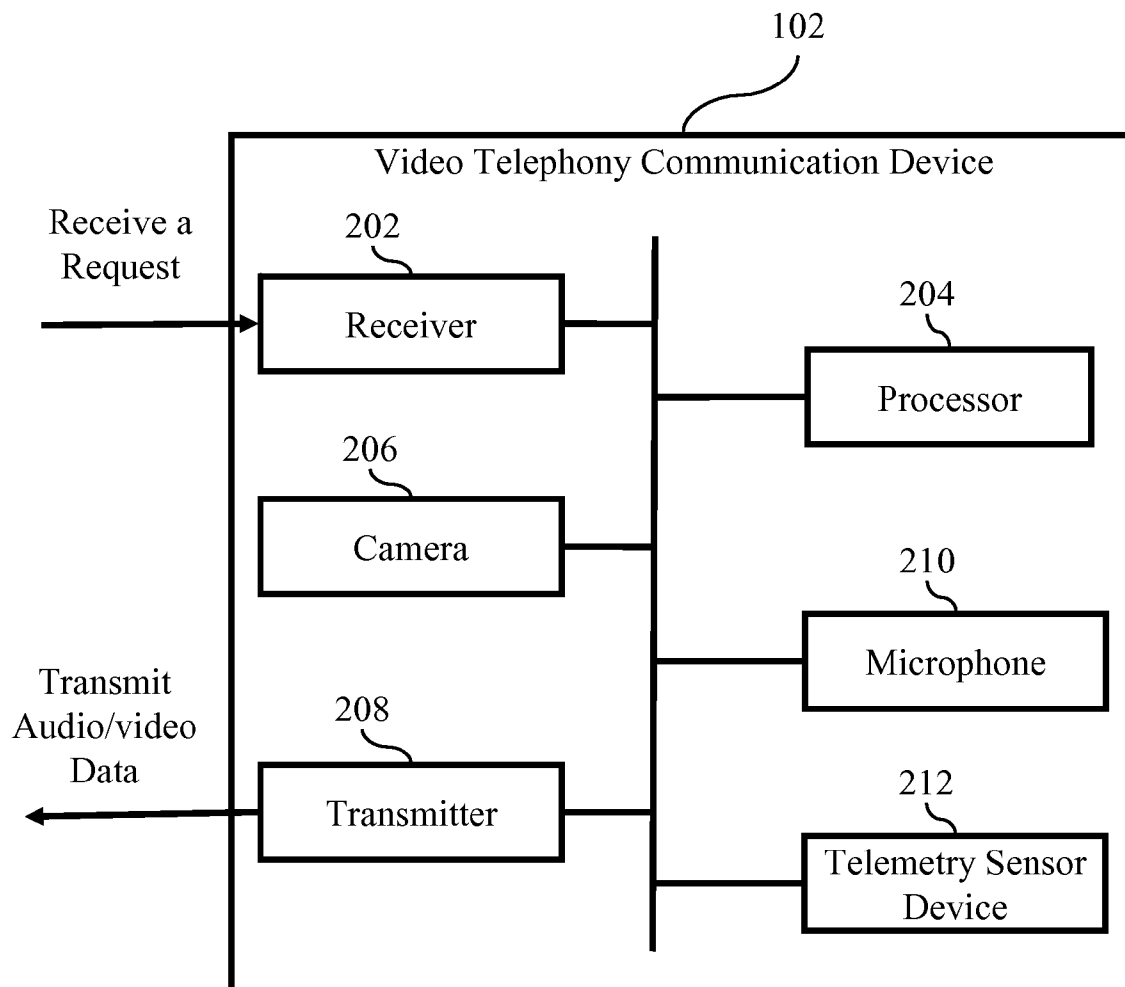 102
Video Telephony Communication Device
Receive a
Request
202
Receiver
204
Processor
206
Camera
210
Microphone
Transmit
Audio/video
Data
208
Transmitter
212
Telemetry Sensor
Device